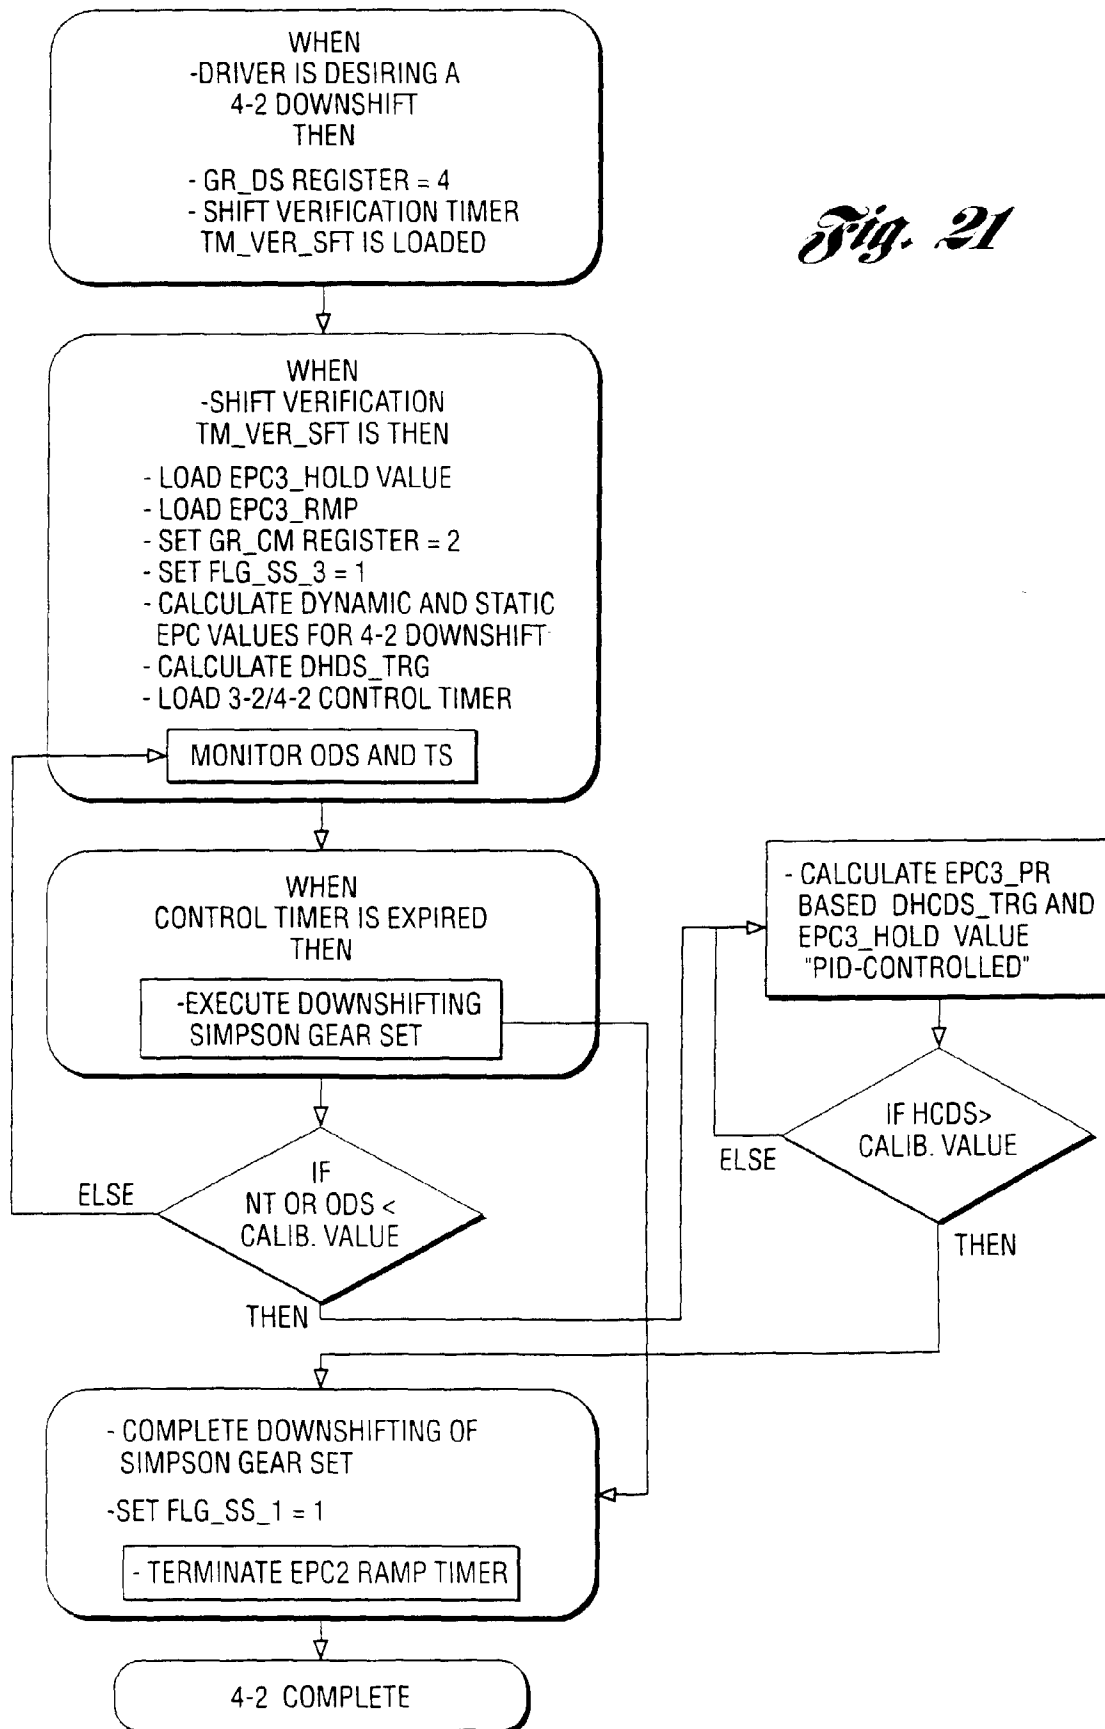 WHEN
-DRIVER IS DESIRING A
4-2 DOWNSHIFT
THEN
- GR_DS REGISTER = 4
- SHIFT VERIFICATION TIMER
TM_VER_SFT IS LOADED
Fig. 21
WHEN
-SHIFT VERIFICATION
TM_VER_SFT IS THEN
- LOAD EPC3_HOLD VALUE
- LOAD EPC3_RMP
- SET GR_CM REGISTER = 2
- SET FLG_SS_3 = 1
- CALCULATE DYNAMIC AND STATIC
EPC VALUES FOR 4-2 DOWNSHIFT
- CALCULATE DHDS_TRG
- LOAD 3-2/4-2 CONTROL TIMER
MONITOR ODS AND TS
WHEN
CONTROL TIMER IS EXPIRED
THEN
-EXECUTE DOWNSHIFTING
SIMPSON GEAR SET
- CALCULATE EPC3_PR
BASED DHCDS_TRG AND
EPC3_HOLD VALUE
"PID-CONTROLLED"
IF
NT OR ODS <
CALIB. VALUE
ELSE
THEN
IF HCDS>
CALIB. VALUE
ELSE
THEN
- COMPLETE DOWNSHIFTING OF
SIMPSON GEAR SET
-SET FLG_SS_1 = 1
- TERMINATE EPC2 RAMP TIMER
4-2 COMPLETE